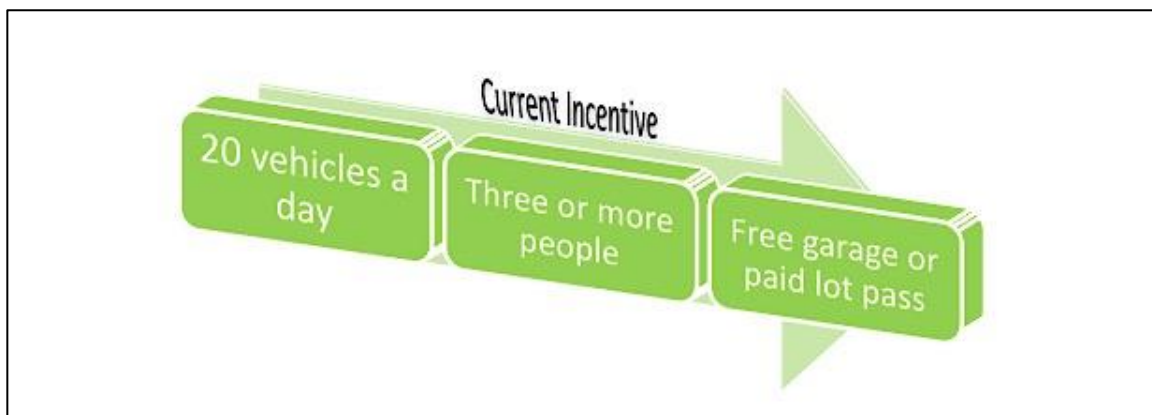 Current Incentive
20 vehicles a
day
Three or more
people
Free garage or
paid lot pass